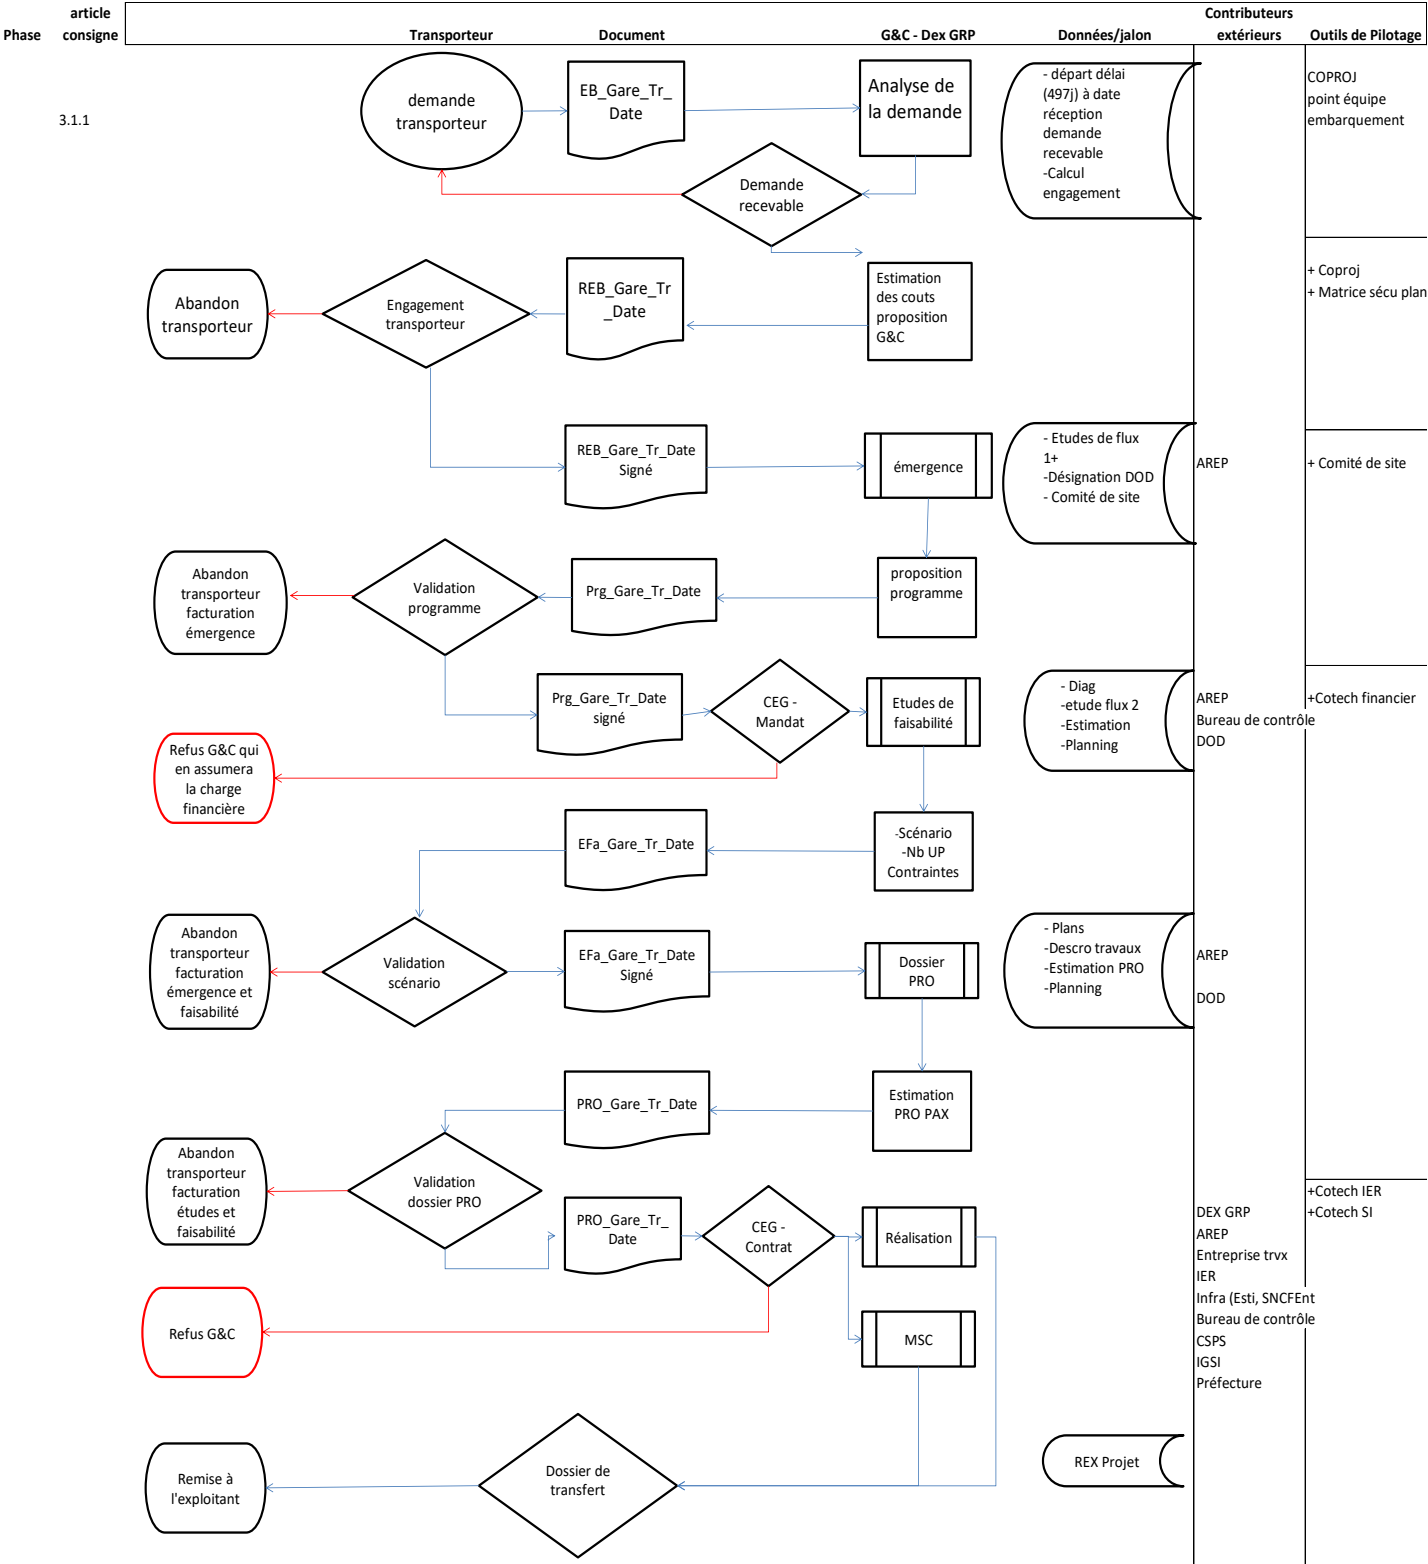 Phase
article
consigne
Transporteur
Document
G&C - Dex GRP
Données/jalon
Contributeurs
extérieurs
Outils de Pilotage
3.1.1
demande
transporteur
EB_Gare_Tr_
Date
Analyse de
la demande
- départ délai
(497j) à date
réception
demande
recevable
-Calcul
engagement
COPROJ
point équipe
embarquement
Demande
recevable
Abandon
transporteur
Engagement
transporteur
REB_Gare_Tr
_Date
Estimation
des couts
proposition
G&C
+ Coproj
+ Matrice sécu plan
REB_Gare_Tr_Date
Signé
émergence
- Etudes de flux
1+
-Désignation DOD
- Comité de site
AREP
+ Comité de site
Abandon
transporteur
facturation
émergence
Validation
programme
Prg_Gare_Tr_Date
proposition
programme
Prg_Gare_Tr_Date
signé
CEG -
Mandat
Etudes de
faisabilité
- Diag
-etude flux 2
-Estimation
-Planning
AREP
Bureau de contrôle
DOD
+Cotech financier
Refus G&C qui
en assumera
la charge
financière
EFa_Gare_Tr_Date
-Scénario
-Nb UP
Contraintes
Abandon
transporteur
facturation
émergence et
faisabilité
Validation
scénario
EFa_Gare_Tr_Date
Signé
Dossier
PRO
- Plans
-Descro travaux
-Estimation PRO
-Planning
AREP
DOD
PRO_Gare_Tr_Date
Estimation
PRO PAX
Abandon
transporteur
facturation
études et
faisabilité
Validation
dossier PRO
PRO_Gare_Tr_
Date
CEG -
Contrat
Réalisation
+Cotech IER
+Cotech SI
DEX GRP
AREP
Entreprise trvx
IER
Infra (Esti, SNCFEnt
Bureau de contrôle
CSPS
IGSI
Préfecture
Refus G&C
MSC
Remise à
l'exploitant
Dossier de
transfert
REX Projet